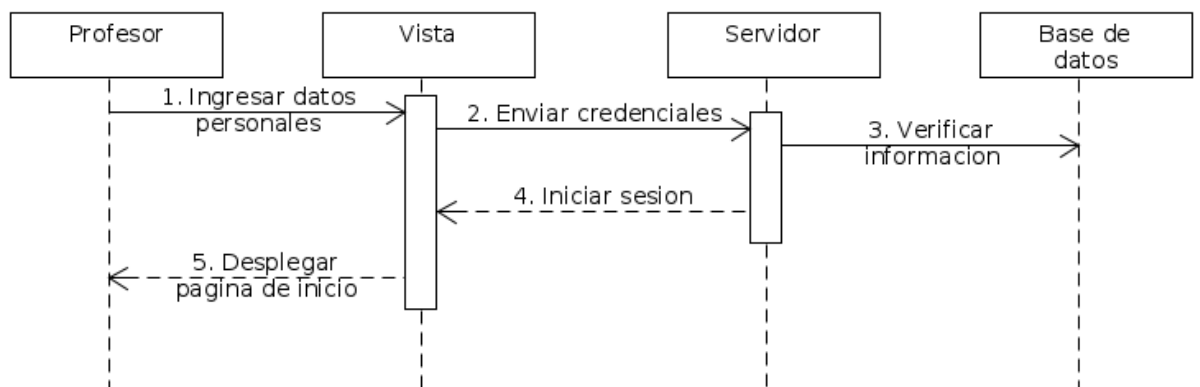 Profesor
Vista
Servidor
Base de
datos
1. Ingresar datos
personales
2. Enviar credenciales
3. Verificar
informacion
4. Iniciar sesion
5. Desplegar
pagina de inicio